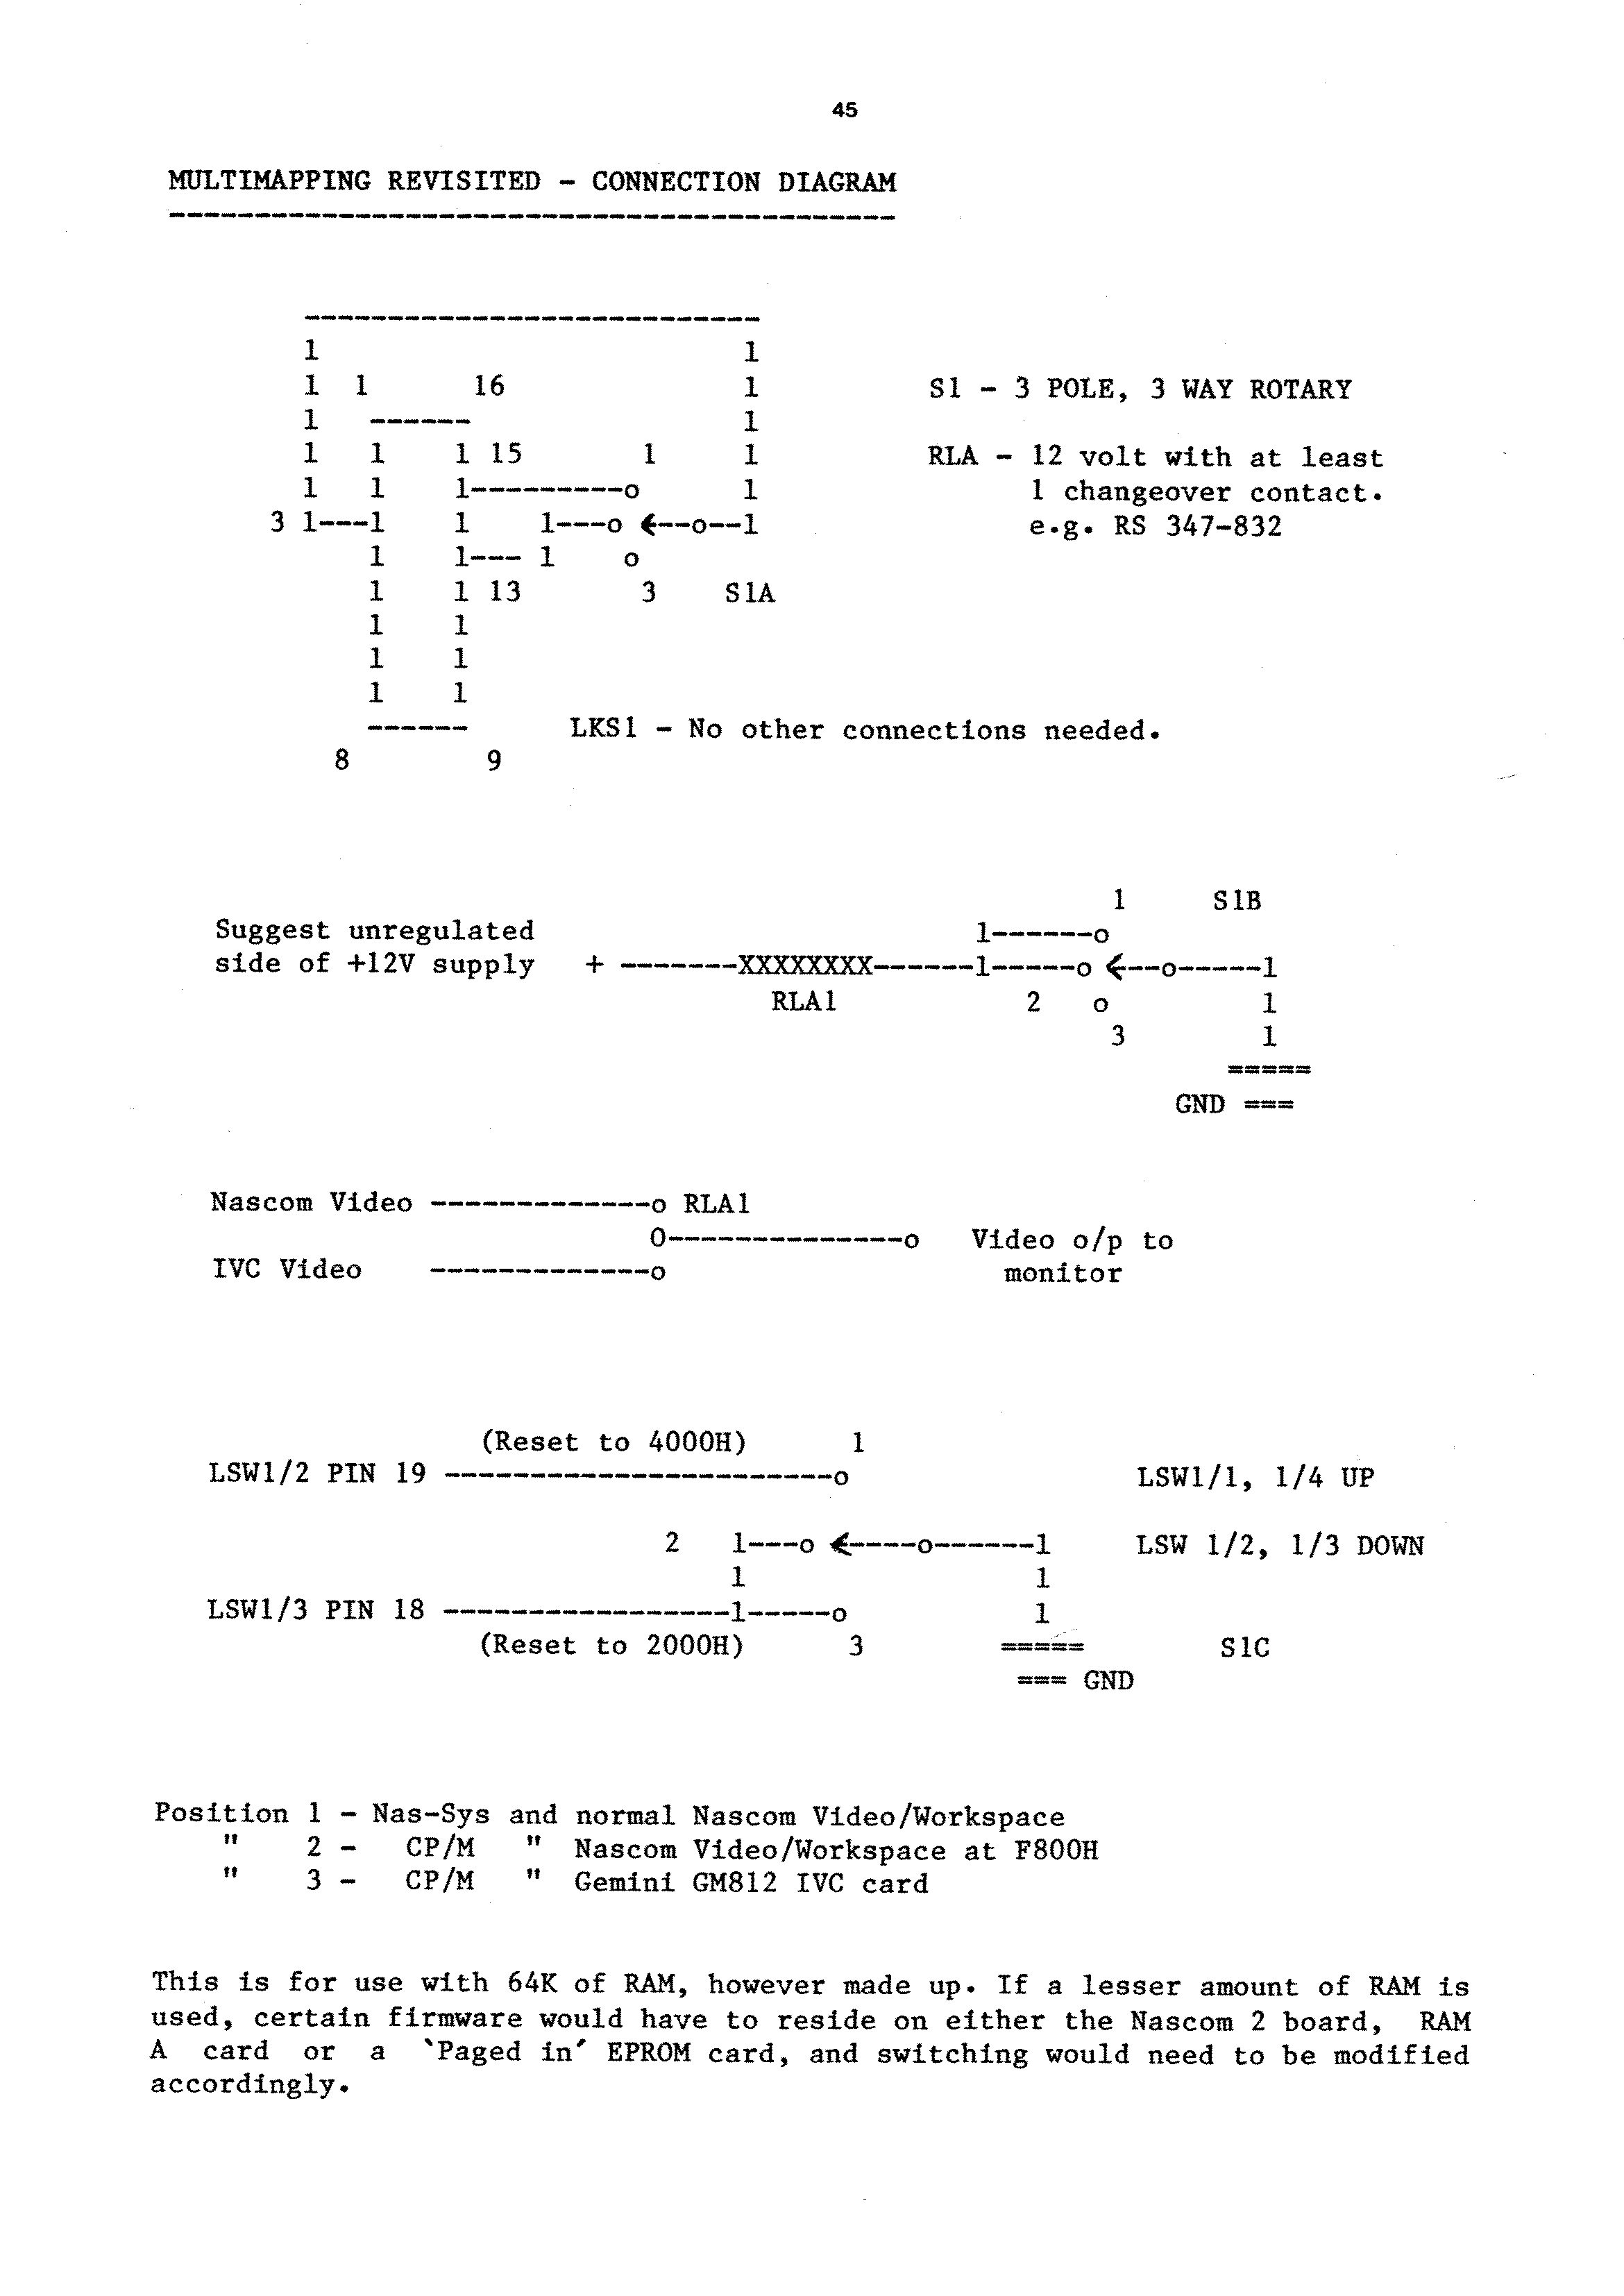 45
MULTIMAPPING REVISITED - CONNECTION DIAGRAM
-------------------------------------------
---------------------------
1                         1
1  1      16              1     S1 - 3 POLE, 3 WAY ROTARY
1   ------                1
1   1    1 15       1     1     RLA - 12 volt with at least
1   1    1---------o      1     1 changeover contact.
3 1---1    1    1---o <--o--1     e.g. RS 347-832
1    1--- 1    o
1    1 13       3    S1A
1    1
1    1
1    1
------      LKS1 - No other connections needed.
8        9
1     S1B
Suggest unregulated                          1------o
side of +12V supply   + -------XXXXXXXX------1-----o <---o-----1
RLA1           2   o         1
3        1
=====
GND ===
Nascom Video -------------o RLA1
O--------------o   Video o/p to
IVC Video    -------------o                    monitor
(Reset to 4000H)      1
LSW1/2 PIN 19 -----------------------o                 LSW1/1, 1/4 UP
2   1---o <----o------1     LSW 1/2, 1/3 DOWN
1                 1
LSW1/3 PIN 18 -----------------1-----o           1
(Reset to 2000H)      3        =====        S1C
=== GND
Position 1 - Nas-Sys and normal Nascom Video/Workspace
"    2 -   CP/M   "  Nascom Video/Workspace at F800H
"    3 -   CP/M   "  Gemini GM812 IVC card
This is for use with 64K of RAM, however made up. If a lesser amount of RAM is
used, certain firmware would have to reside on either the Nascom 2 board,  RAM
A  card  or  a  `Paged in' EPROM card, and switching would need to be modified
accordingly.